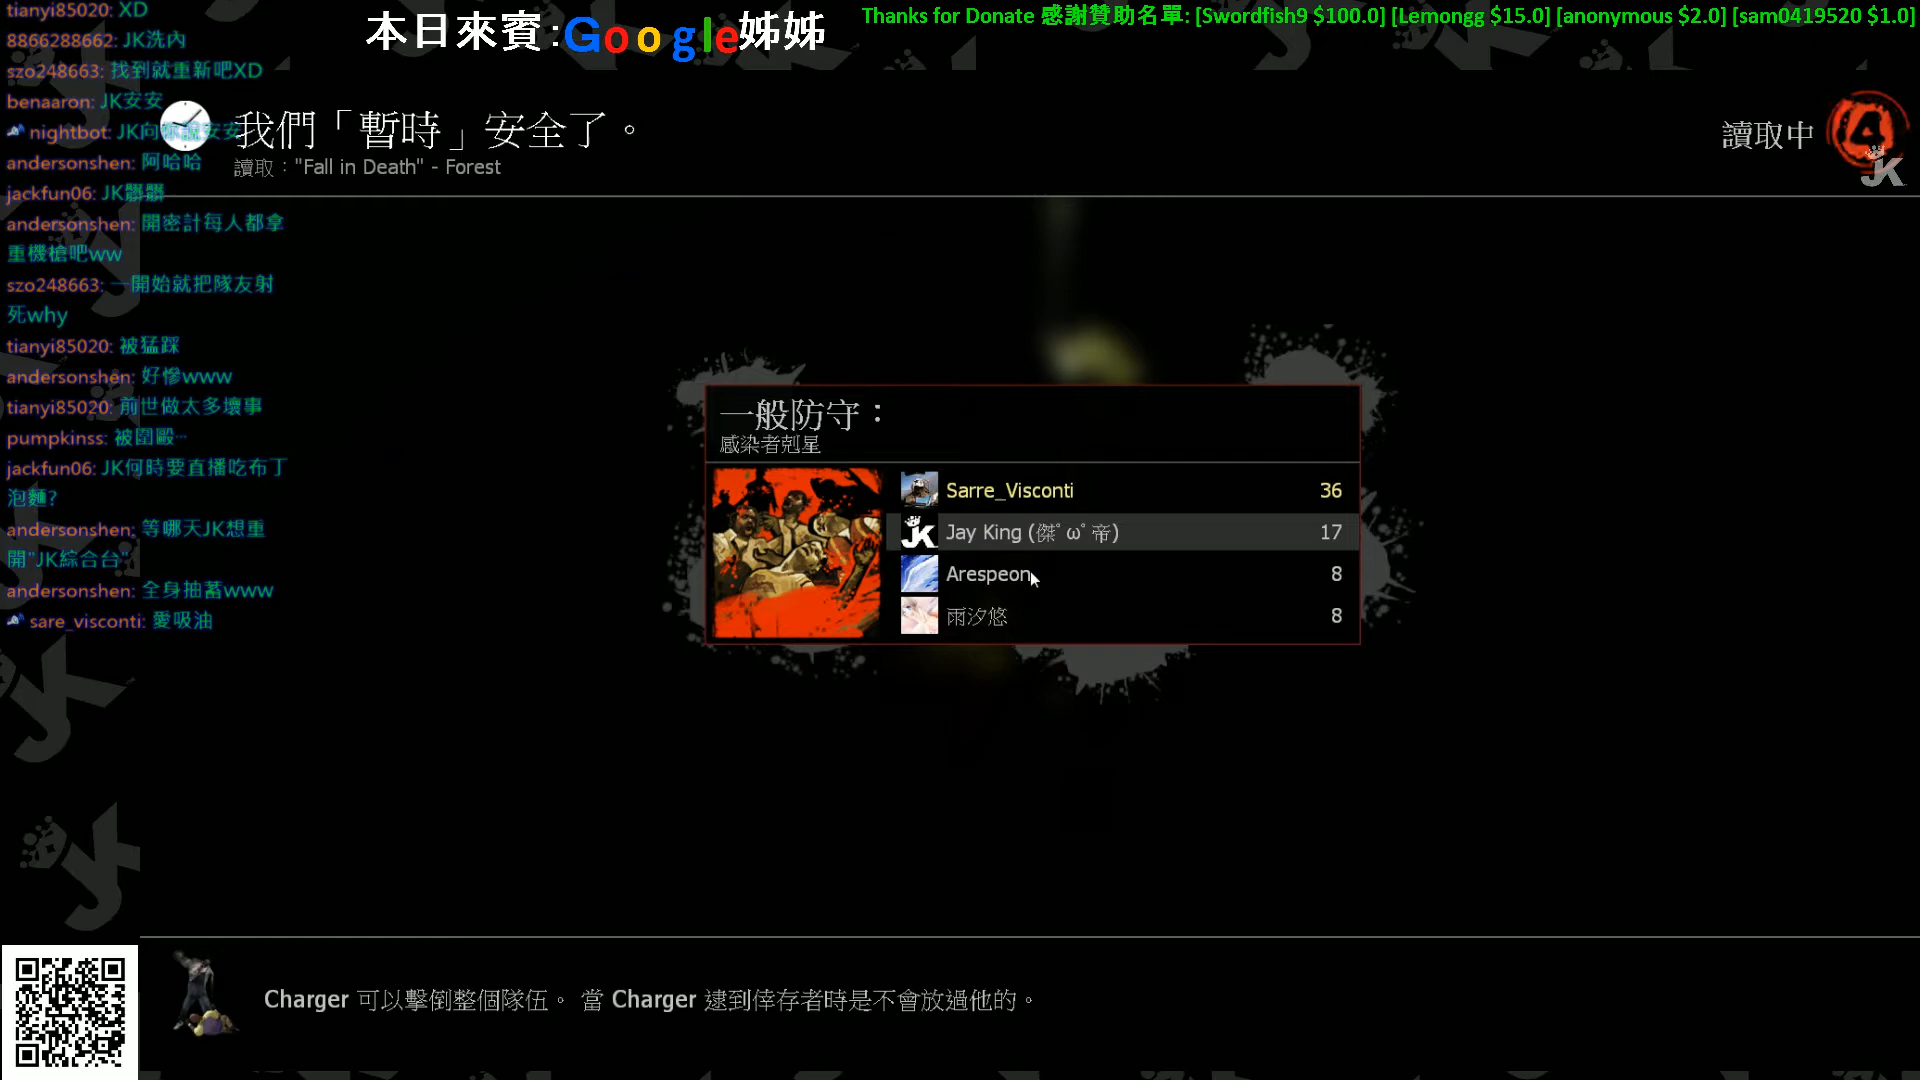 tianyi85020: XD
8866288662: JK洗內
szo248663: 找到就重新吧XD
benaaron: JK安安
nightbot: JK向你說安安
andersonshen: 阿哈哈
jackfun06: JK髒髒
andersonshen: 開密計每人都拿
重機槍吧ww
szo248663: 一開始就把隊友射
死why
tianyi85020: 被猛踩
andersonshen: 好慘www
tianyi85020: 前世做太多壞事
pumpkinss: 被圍毆…
jackfun06: JK何時要直播吃布丁
泡麵?
andersonshen: 等哪天JK想重
開"JK綜合台"
andersonshen: 全身抽蓄www
sare_visconti: 愛吸油
本日來賓:Google姊姊
Thanks for Donate 感謝贊助名單: [Swordfish9 $100.0] [Lemongg $15.0] [anonymous $2.0] [sam0419520 $1.0]
我們「暫時」安全了。
讀取："Fall in Death" - Forest
讀取中
JK
一般防守：
感染者剋星
Sarre_Visconti 36
Jay King (傑ﾟωﾟ帝) 17
Arespeon 8
雨汐悠 8
Charger 可以擊倒整個隊伍。 當 Charger 逮到倖存者時是不會放過他的。